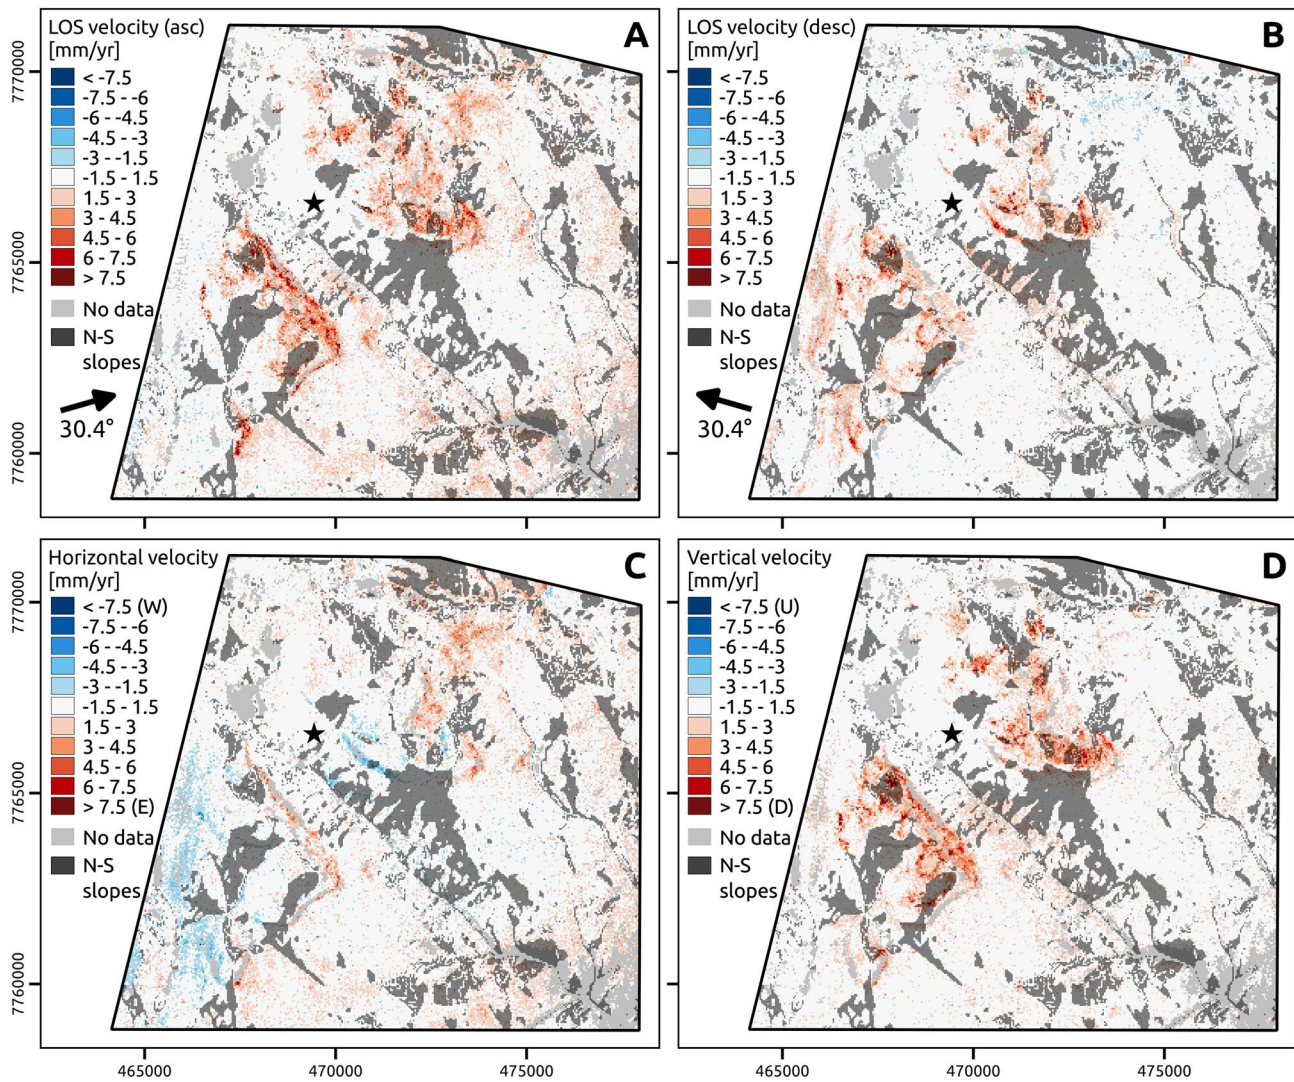 LOS velocity (asc)
[mm/yr]
A
< -7.5
-7.5 --6
-6 --4.5
-4.5 --3
-3 --1.5
-1.5 - 1.5
1.5 - 3
3 - 4.5
4.5 - 6
6 - 7.5
> 7.5
No data
N-S
slopes
30.4°
7770000
7765000
7760000
LOS velocity (desc)
[mm/yr]
B
< -7.5
-7.5 --6
-6 --4.5
-4.5 --3
-3 --1.5
-1.5 - 1.5
1.5 - 3
3 - 4.5
4.5 - 6
6 - 7.5
> 7.5
No data
N-S
slopes
30.4°
Horizontal velocity
[mm/yr]
C
< -7.5 (W)
-7.5 --6
-6 --4.5
-4.5 --3
-3 --1.5
-1.5 - 1.5
1.5 - 3
3 - 4.5
4.5 - 6
6 - 7.5
> 7.5 (E)
No data
N-S
slopes
7770000
7765000
7760000
465000
470000
475000
Vertical velocity
[mm/yr]
D
< -7.5 (U)
-7.5 --6
-6 --4.5
-4.5 --3
-3 --1.5
-1.5 - 1.5
1.5 - 3
3 - 4.5
4.5 - 6
6 - 7.5
> 7.5 (D)
No data
N-S
slopes
465000
470000
475000